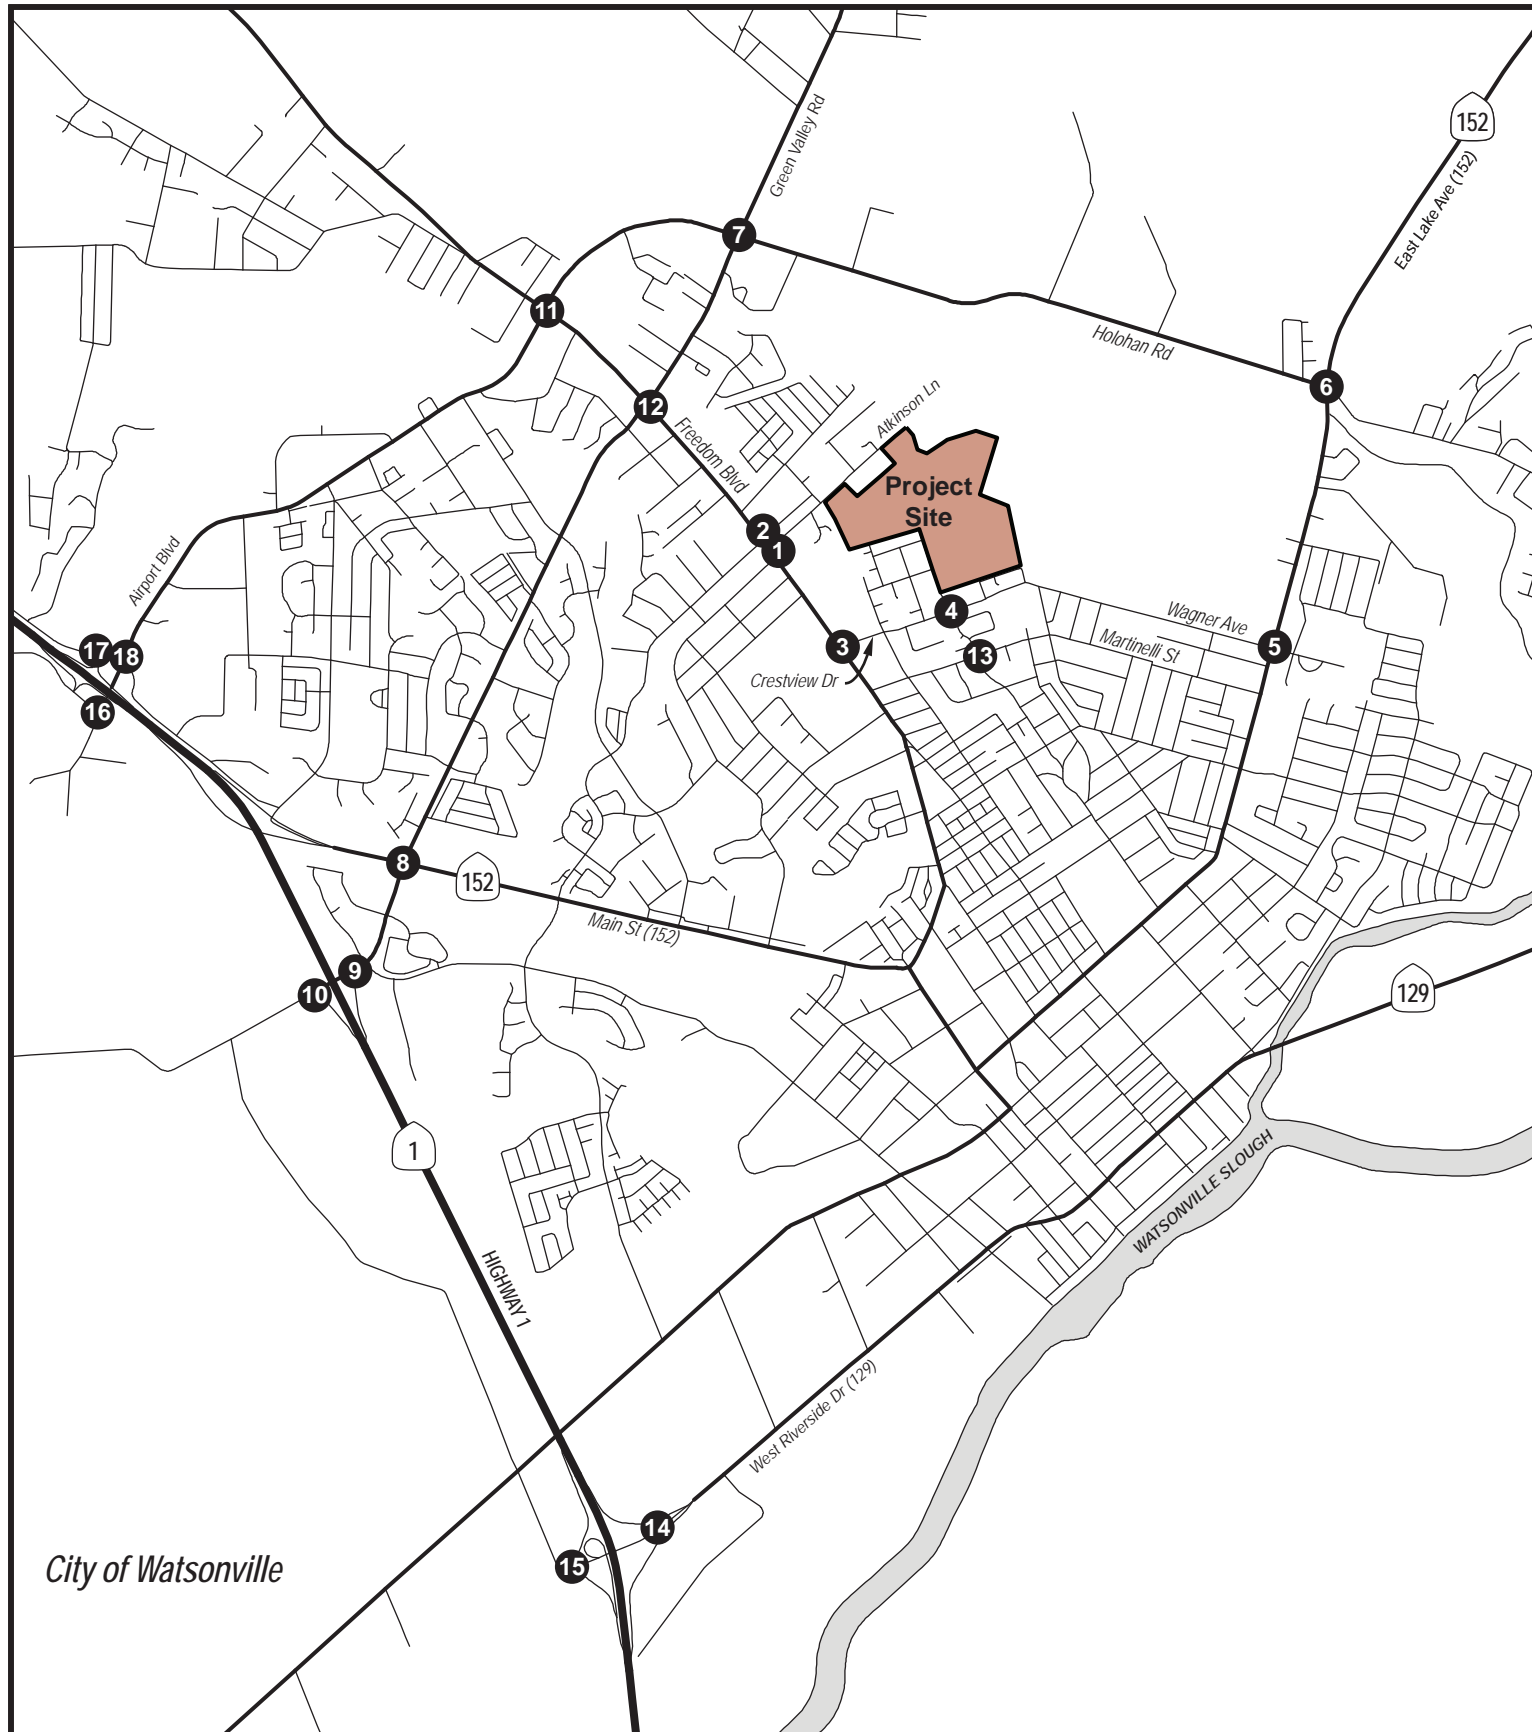 Green Valley Rd
152
East Lake Ave (152)
7
11
Holohan Rd
6
12
Atkinson Ln
Freedom Blvd
Project
Site
2
1
Airport Blvd
4
Wagner Ave
Martinelli St
5
3
13
Crestview Dr
17
18
16
8
152
Main St (152)
9
10
129
1
WATSONVILLE SLOUGH
HIGHWAY 1
West Riverside Dr (129)
14
15
City of Watsonville